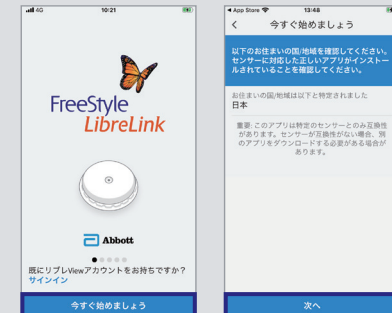 4G
10:21
FreeStyle
LibreLink
Abbott
既にリブレViewアカウントをお持ちですか？
サインイン
今すぐ始めましょう
App Store
13:48
今すぐ始めましょう
以下のお住まいの国/地域を確認してください。
センサーに対応した正しいアプリがインストー
ルされていることを確認してください。
お住まいの国/地域は以下と特定されました
日本
重要: このアプリは特定のセンサーとのみ互換性
があります。センサーが互換性がない場合、別
のアプリをダウンロードする必要がある場合が
あります。
次へ